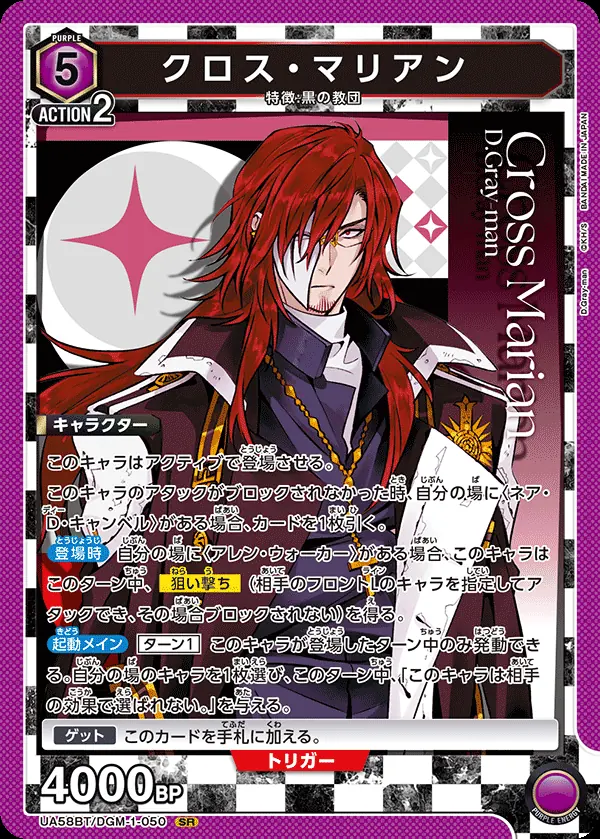 PURPLE
5
ACTION2
クロス・マリアン
特徴:黒の教団
Cross Marian
D.Gray-man
D.Gray-man ©KH/S BANDAI MADE IN JAPAN
キャラクター
このキャラはアクティブで登場させる。
このキャラのアタックがブロックされなかった時、自分の場に〈ネア・
D・キャンベル〉がある場合、カードを1枚引く。
登場時 自分の場に〈アレン・ウォーカー〉がある場合、このキャラは
このターン中、狙い撃ち(相手のフロントLのキャラを指定してア
タックでき、その場合ブロックされない)を得る。
起動メイン ターン1 このキャラが登場したターン中のみ発動でき
る。自分の場のキャラを1枚選び、このターン中、「このキャラは相手
の効果で選ばれない。」を与える。
ゲット このカードを手札に加える。
トリガー
4000BP
UA58BT/DGM-1-050 SR
PURPLE ENERGY